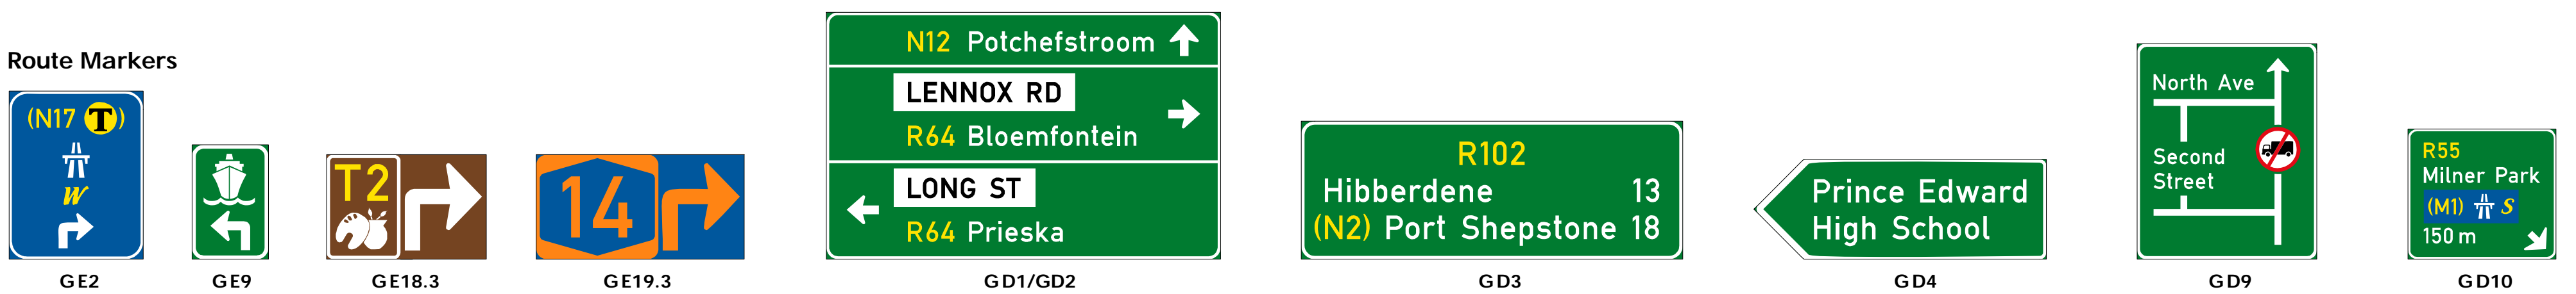 Route Markers
(N17 T)
W
GE2
GE9
T2
GE18.3
14
GE19.3
N12 Potchefstroom
LENNOX RD
R64 Bloemfontein
LONG ST
R64 Prieska
GD1/GD2
R102
Hibberdene 13
(N2) Port Shepstone 18
GD3
Prince Edward
High School
GD4
North Ave
Second
Street
GD9
R55
Milner Park
(M1) S
150 m
GD10